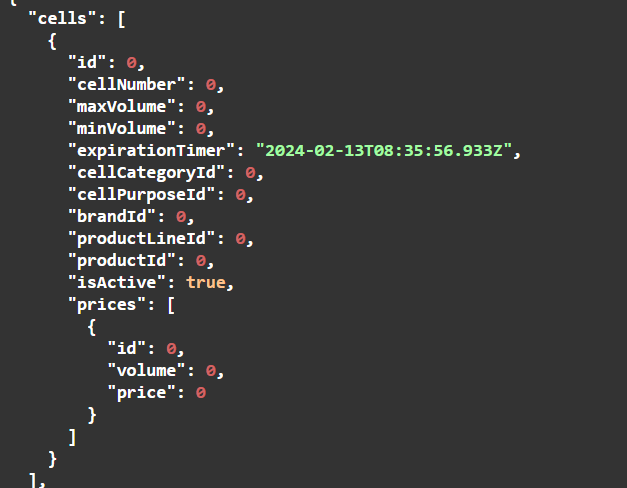 {
"cells": [
{
"id": 0,
"cellNumber": 0,
"maxVolume": 0,
"minVolume": 0,
"expirationTimer": "2024-02-13T08:35:56.933Z",
"cellCategoryId": 0,
"cellPurposeId": 0,
"brandId": 0,
"productLineId": 0,
"productId": 0,
"isActive": true,
"prices": [
{
"id": 0,
"volume": 0,
"price": 0
}
]
}
],